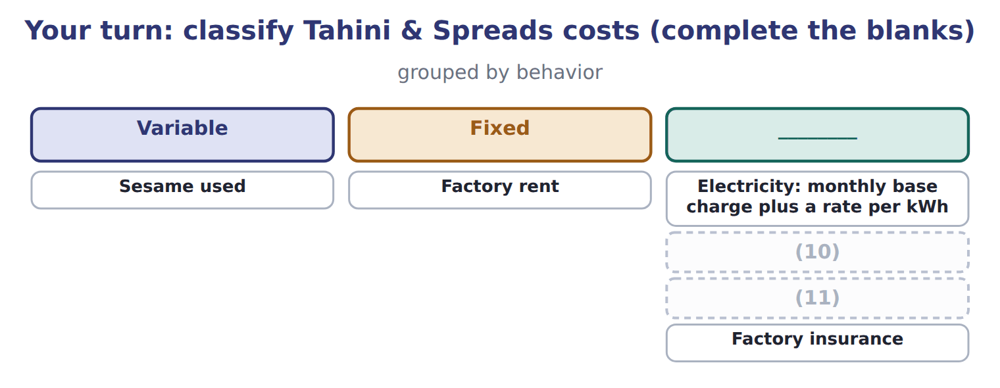 Your turn: classify Tahini & Spreads costs (complete the blanks)
grouped by behavior
Variable
Fixed
________
Sesame used
Factory rent
Electricity: monthly base
charge plus a rate per kWh
(10)
(11)
Factory insurance